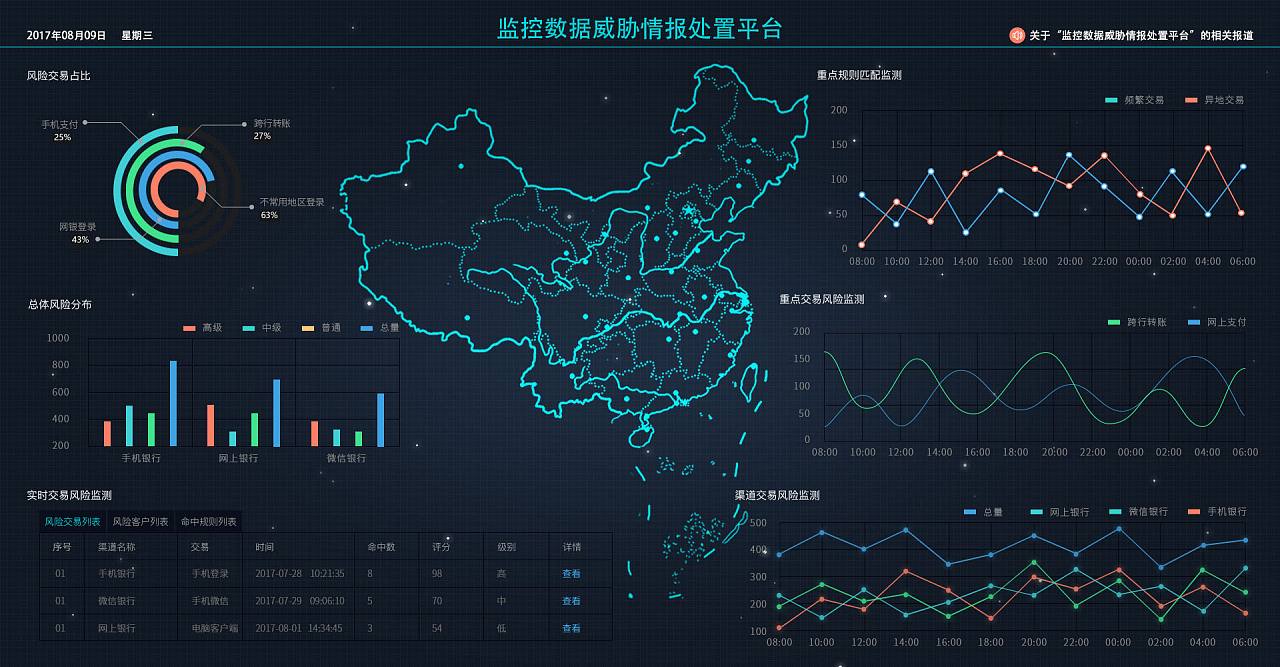 2017年08月09日 星期三
监控数据威胁情报处置平台
关于“监控数据威胁情报处置平台”的相关报道
风险交易占比
手机支付
25%
跨行转账
27%
不常用地区登录
63%
网银登录
43%
总体风险分布
高级 中级 普通 总量
1000
800
600
400
200
手机银行 网上银行 微信银行
实时交易风险监测
风险交易列表 风险客户列表 命中规则列表
序号 渠道名称 交易 时间 命中数 评分 级别 详情
01 手机银行 手机登录 2017-07-28 10:21:35 8 98 高 查看
01 微信银行 手机微信 2017-07-29 09:06:10 5 70 中 查看
01 网上银行 电脑客户端 2017-08-01 14:34:45 3 54 低 查看
重点规则匹配监测
频繁交易 异地交易
200
150
100
50
0
08:00 10:00 12:00 14:00 16:00 18:00 20:00 22:00 00:00 02:00 04:00 06:00
重点交易风险监测
跨行转账 网上支付
200
150
100
50
0
08:00 10:00 12:00 14:00 16:00 18:00 20:00 22:00 00:00 02:00 04:00 06:00
渠道交易风险监测
总量 网上银行 微信银行 手机银行
500
400
300
200
100
08:00 10:00 12:00 14:00 16:00 18:00 20:00 22:00 00:00 02:00 04:00 06:00